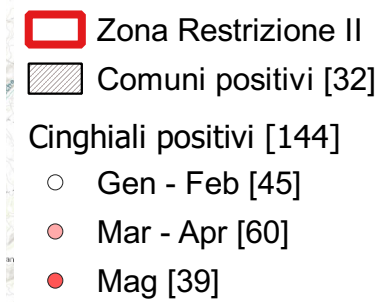 Zona Restrizione II
Comuni positivi [32]
Cinghiali positivi [144]
Gen - Feb [45]
Mar - Apr [60]
Mag [39]